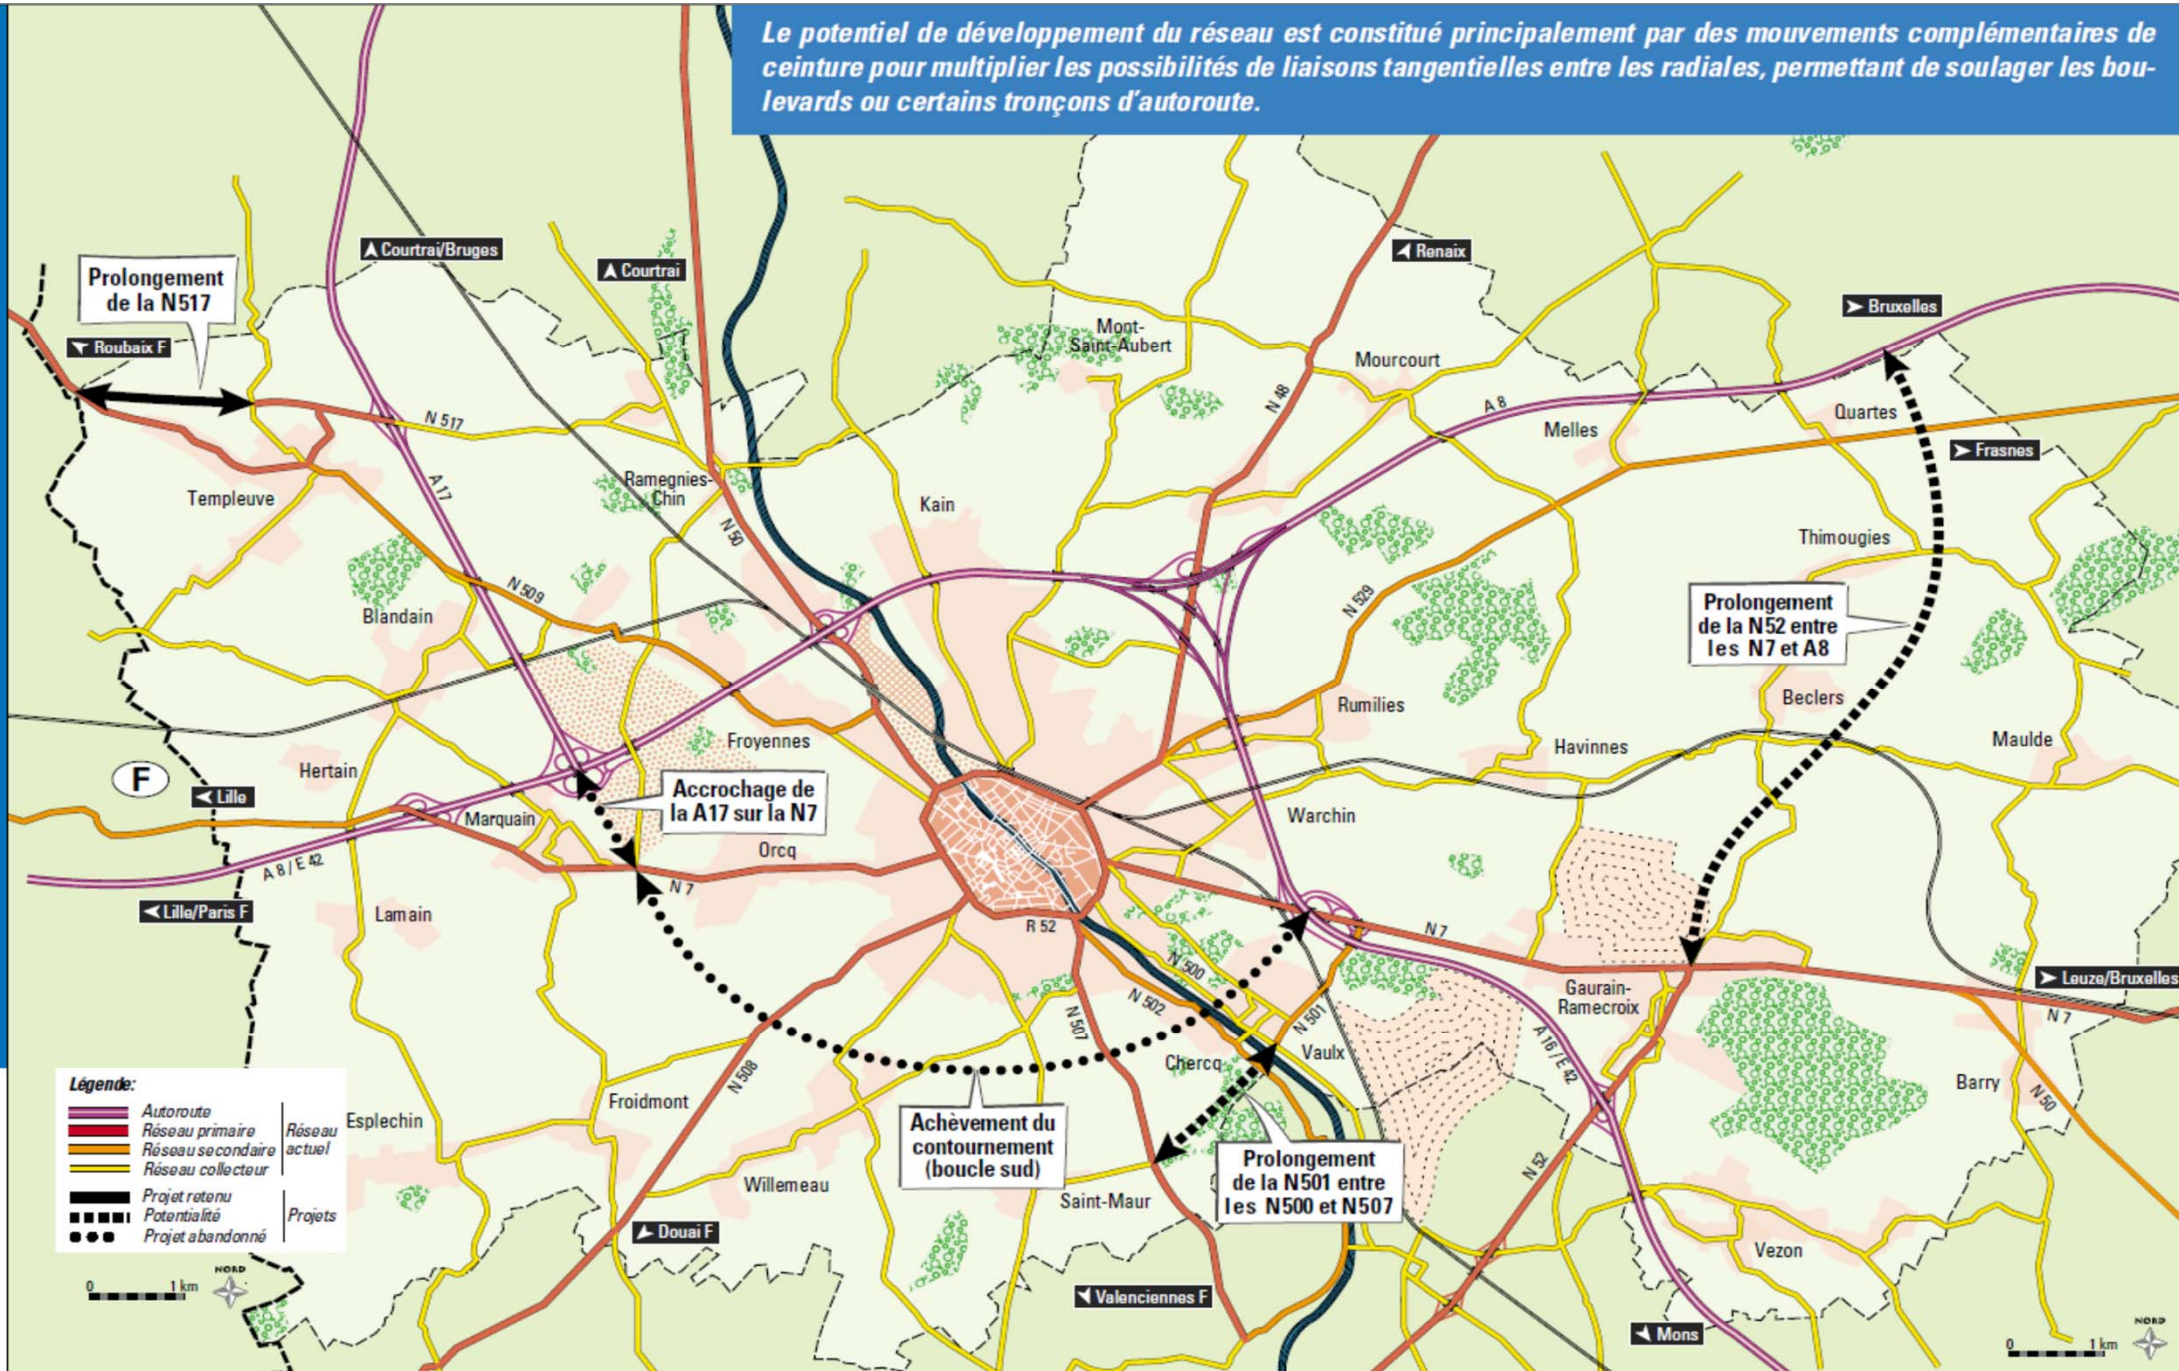 Le potentiel de développement du réseau est constitué principalement par des mouvements complémentaires de
ceinture pour multiplier les possibilités de liaisons tangentielles entre les radiales, permettant de soulager les bou-
levards ou certains tronçons d'autoroute.
Courtrai/Bruges
Courtrai
Renaix
Prolongement
de la N517
Bruxelles
Roubaix F
Mont-
Saint-Aubert
Mourcourt
N 48
A 8
Quartes
N 517
Melles
Frasnes
Templeuve
A 17
Ramegnies-
Chin
Kain
N 50
Thimougies
N 509
Blandain
N 529
Prolongement
de la N52 entre
les N7 et A8
Rumilies
Beclers
Froyennes
Havinnes
Maulde
Hertain
F
Lille
Accrochage de
la A17 sur la N7
Marquain
Warchin
Orcq
A 8 / E 42
N 7
Lille/Paris F
Lamain
R 52
N 7
N 500
Gaurain-
Ramecroix
Leuze/Bruxelles
N 7
N 502
N 501
N 507
A 16 / E 42
Vaulx
Chercq
Barry
N 50
N 508
Froidmont
Légende:
Autoroute
Réseau primaire
Réseau secondaire
Réseau collecteur
Réseau
actuel
Projet retenu
Potentialité
Projet abandonné
Projets
Esplechin
Achèvement du
contournement
(boucle sud)
Prolongement
de la N501 entre
les N500 et N507
N 52
Willemeau
Saint-Maur
Douai F
Vezon
Valenciennes F
Mons
NORD
0 1 km
NORD
0 1 km